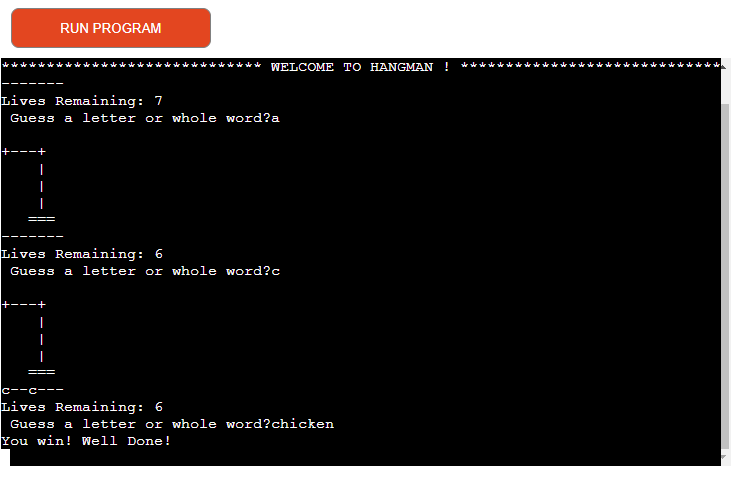 RUN PROGRAM
***************************** WELCOME TO HANGMAN ! *****************************
-------
Lives Remaining: 7
Guess a letter or whole word?a
+---+
|
|
|
===
-------
Lives Remaining: 6
Guess a letter or whole word?c
+---+
|
|
|
===
c--c---
Lives Remaining: 6
Guess a letter or whole word?chicken
You win! Well Done!